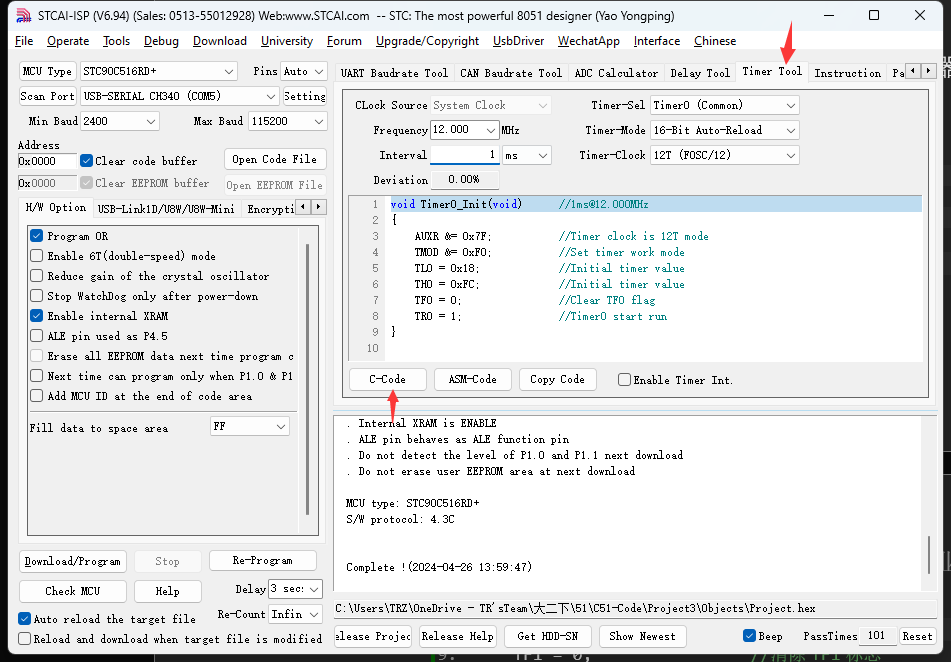 STCAI-ISP (V6.94) (Sales: 0513-55012928) Web:www.STCAI.com -- STC: The most powerful 8051 designer (Yao Yongping)
File Operate Tools Debug Download University Forum Upgrade/Copyright UsbDriver WechatApp Interface Chinese
MCU Type STC90C516RD+ Pins Auto
Scan Port USB-SERIAL CH340 (COM5) Setting
Min Baud 2400 Max Baud 115200
Address
0x0000 Clear code buffer Open Code File
0x0000 Clear EEPROM buffer Open EEPROM File
H/W Option USB-Link1D/U8W/U8W-Mini Encrypti
Program OR
Enable 6T(double-speed) mode
Reduce gain of the crystal oscillator
Stop WatchDog only after power-down
Enable internal XRAM
ALE pin used as P4.5
Erase all EEPROM data next time program c
Next time can program only when P1.0 & P1
Add MCU ID at the end of code area
Fill data to space area FF
Download/Program Stop Re-Program
Check MCU Help Delay 3 sec:
Auto reload the target file Re-Count Infin
Reload and download when target file is modified
UART Baudrate Tool CAN Baudrate Tool ADC Calculator Delay Tool Timer Tool Instruction Pa
CLock Source System Clock Timer-Sel Timer0 (Common)
Frequency 12.000 MHz Timer-Mode 16-Bit Auto-Reload
Interval 1 ms Timer-Clock 12T (FOSC/12)
Deviation 0.00%
1 void Timer0_Init(void) //1ms@12.000MHz
2 {
3 AUXR &= 0x7F; //Timer clock is 12T mode
4 TMOD &= 0xF0; //Set timer work mode
5 TL0 = 0x18; //Initial timer value
6 TH0 = 0xFC; //Initial timer value
7 TF0 = 0; //Clear TF0 flag
8 TR0 = 1; //Timer0 start run
9 }
10
C-Code ASM-Code Copy Code Enable Timer Int.
. Internal XRAM is ENABLE
. ALE pin behaves as ALE function pin
. Do not detect the level of P1.0 and P1.1 next download
. Do not erase user EEPROM area at next download
MCU type: STC90C516RD+
S/W protocol: 4.3C
Complete !(2024-04-26 13:59:47)
C:\Users\TRZ\OneDrive - TR'sTeam\大二下\51\C51-Code\Project3\Objects\Project.hex
elease Projec Release Help Get HDD-SN Show Newest Beep PassTimes 101 Reset